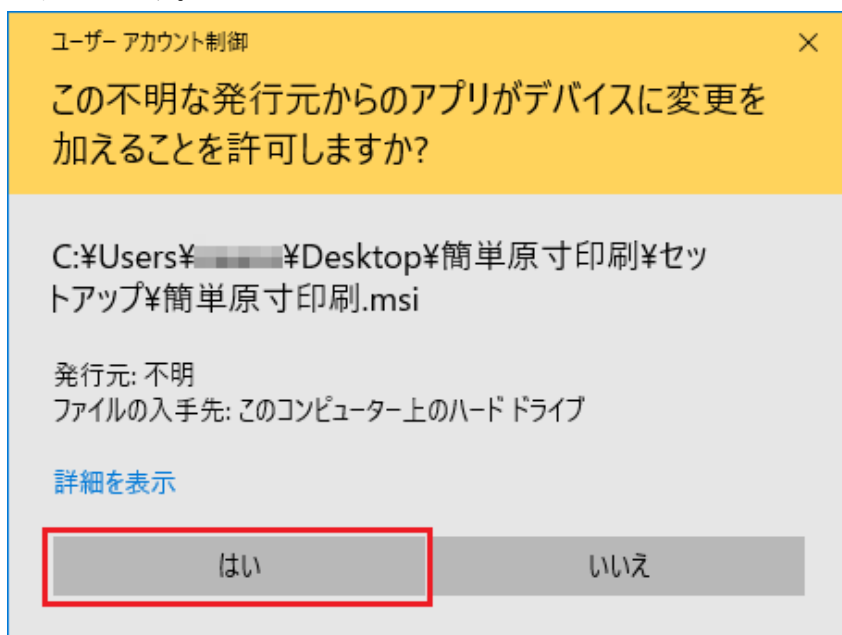 ユーザー アカウント制御
この不明な発行元からのアプリがデバイスに変更を
加えることを許可しますか?
C:¥Users¥ ¥Desktop¥簡単原寸印刷¥セッ
トアップ¥簡単原寸印刷.msi
発行元: 不明
ファイルの入手先: このコンピューター上のハード ドライブ
詳細を表示
はい
いいえ